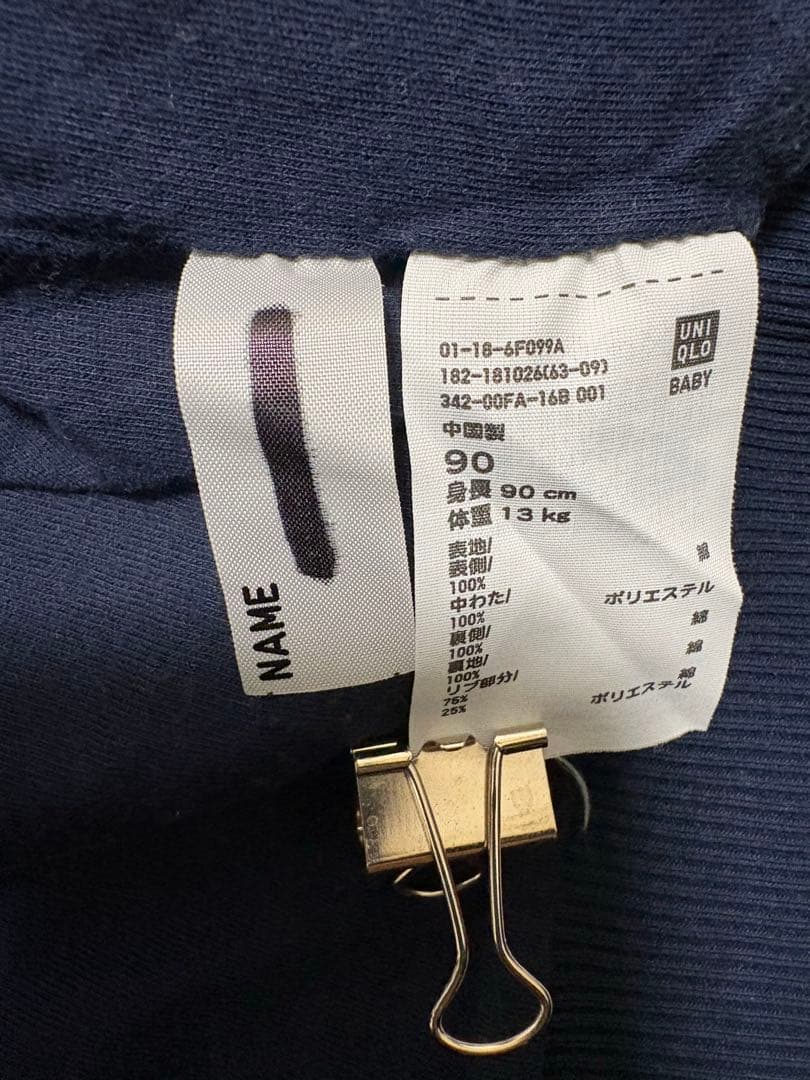 NAME
UNI
QLO
BABY
01-18-6F099A
182-181026(63-09)
342-00FA-16B 001
中國製
90
身長 90 cm
体重 13 kg
表地/
表側/ 綿
100%
中わた/ ポリエステル
100%
裏側/ 綿
100%
裏地/ 綿
100%
リブ部分/ 綿
75% ポリエステル
25%